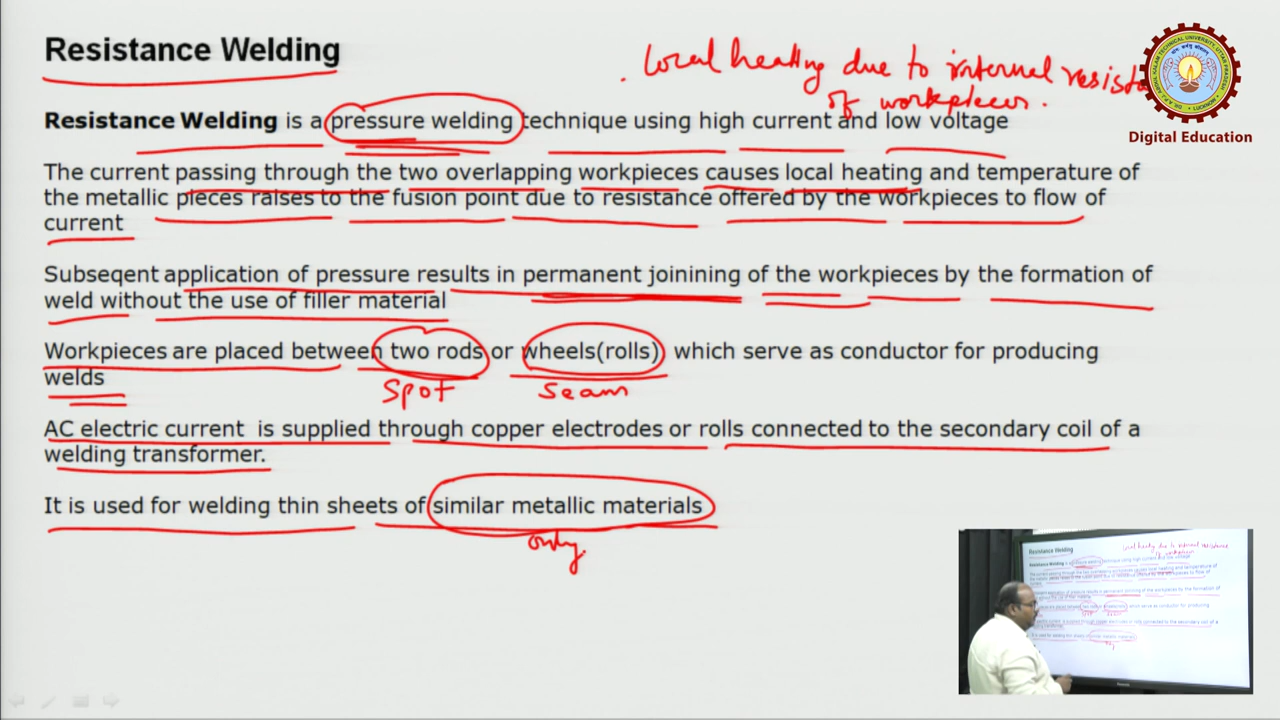 Resistance Welding
Local heating due to internal resista
of workpieces.
Digital Education
Resistance Welding is a pressure welding technique using high current and low voltage
The current passing through the two overlapping workpieces causes local heating and temperature of
the metallic pieces raises to the fusion point due to resistance offered by the workpieces to flow of
current
Subseqent application of pressure results in permanent joinining of the workpieces by the formation of
weld without the use of filler material
Workpieces are placed between two rods or wheels(rolls) which serve as conductor for producing
welds
Spot Seam
AC electric current is supplied through copper electrodes or rolls connected to the secondary coil of a
welding transformer.
It is used for welding thin sheets of similar metallic materials
only